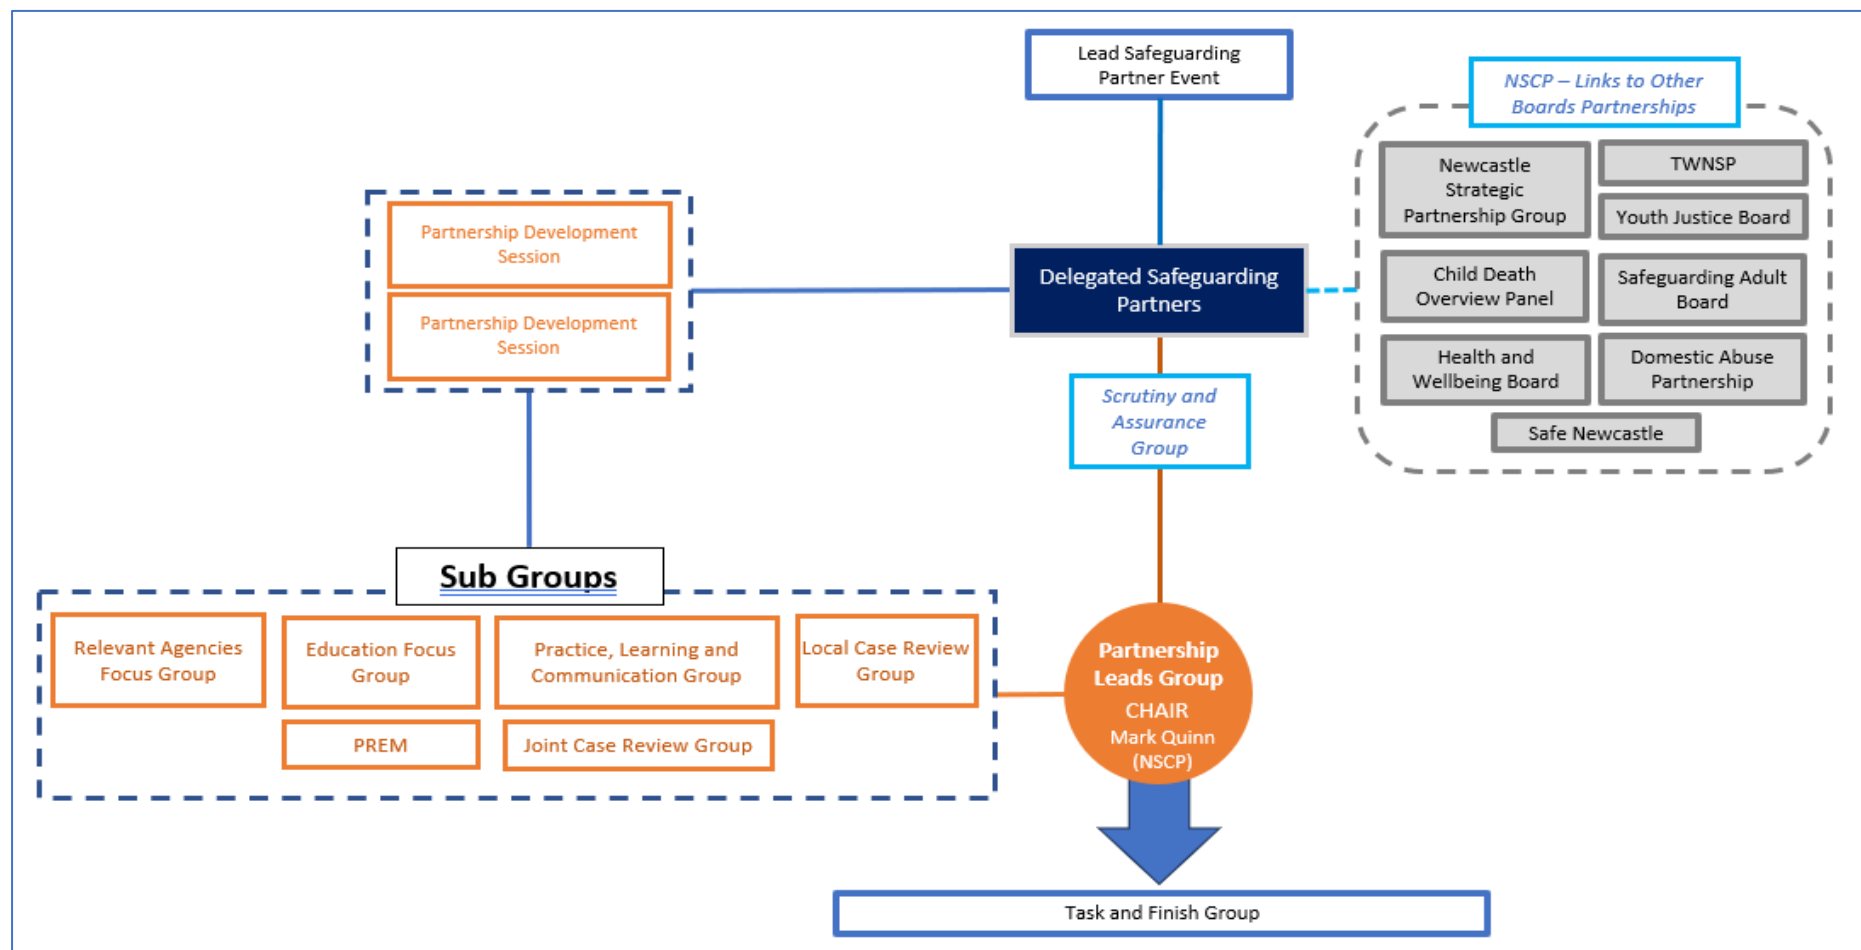 Lead Safeguarding
Partner Event
NSCP – Links to Other
Boards Partnerships
Newcastle
Strategic
Partnership Group
TWNSP
Youth Justice Board
Child Death
Overview Panel
Safeguarding Adult
Board
Health and
Wellbeing Board
Domestic Abuse
Partnership
Safe Newcastle
Partnership Development
Session
Partnership Development
Session
Delegated Safeguarding
Partners
Scrutiny and
Assurance
Group
Sub Groups
Relevant Agencies
Focus Group
Education Focus
Group
Practice, Learning and
Communication Group
Local Case Review
Group
PREM
Joint Case Review Group
Partnership
Leads Group
CHAIR
Mark Quinn
(NSCP)
Task and Finish Group